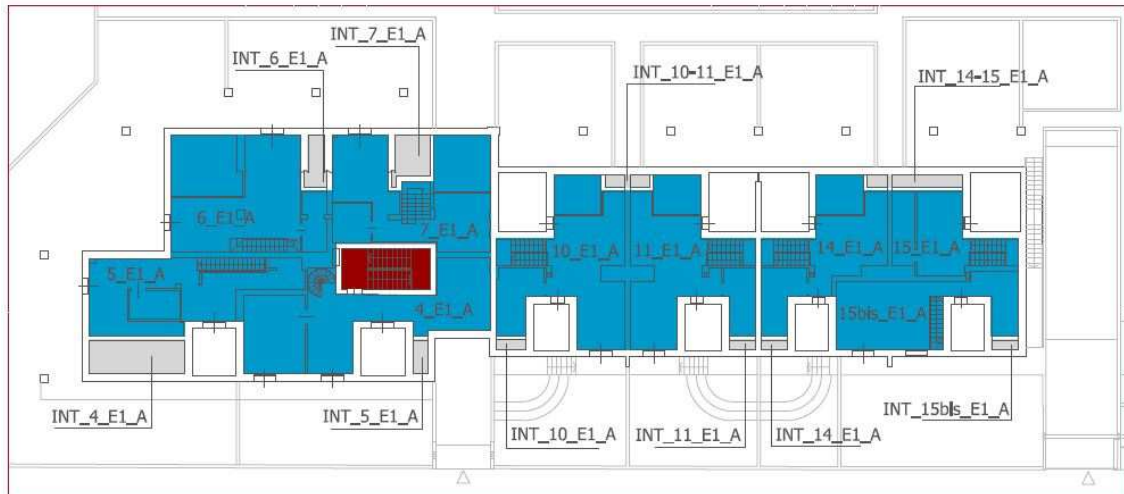 INT_7_E1_A
INT_6_E1_A
INT_10-11_E1_A
INT_14-15_E1_A
6_E1_A
7_E1_A
10_E1_A
11_E1_A
14_E1_A
15_E1_A
5_E1_A
4_E1_A
15bis_E1_A
INT_4_E1_A
INT_5_E1_A
INT_10_E1_A
INT_11_E1_A
INT_14_E1_A
INT_15bis_E1_A